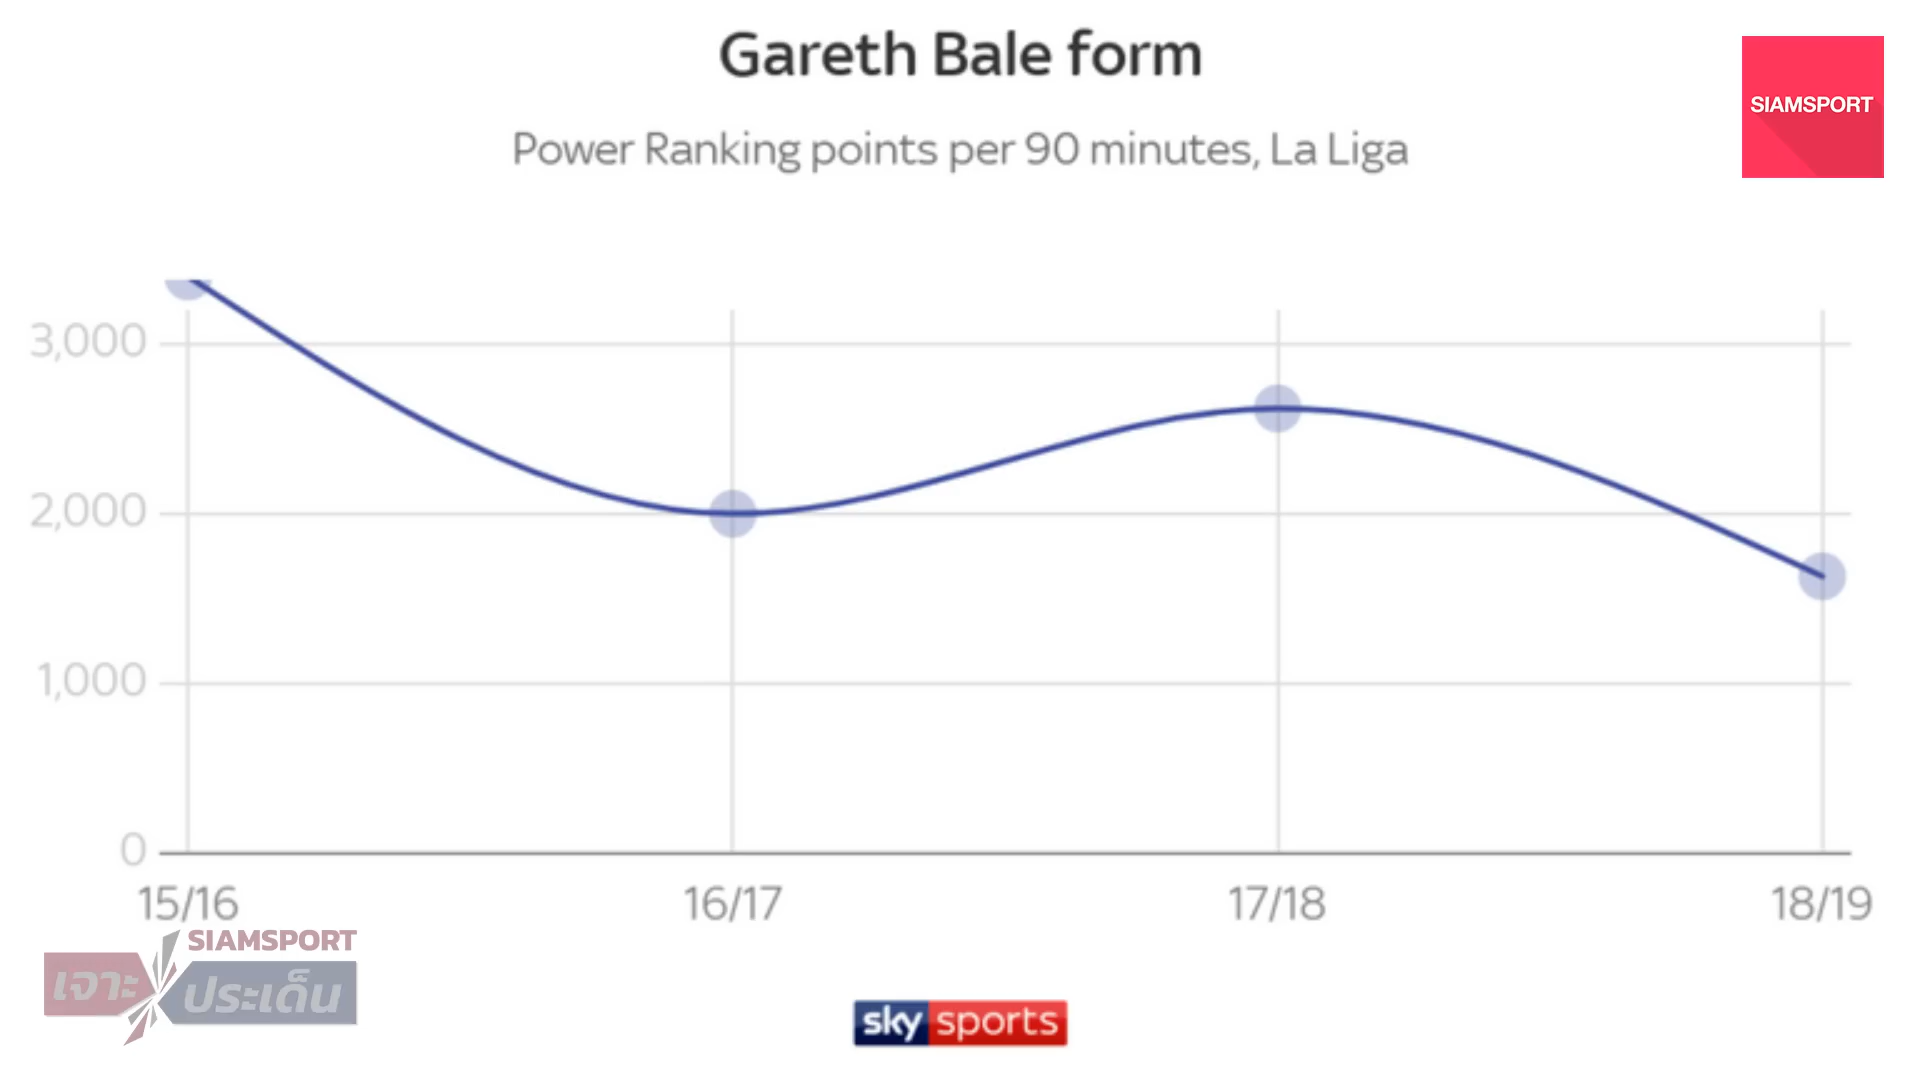 Gareth Bale form
SIAMSPORT
Power Ranking points per 90 minutes, La Liga
3,000
2,000
1,000
0
15/16 16/17 17/18 18/19
SIAMSPORT
เจาะ ประเด็น
sky sports